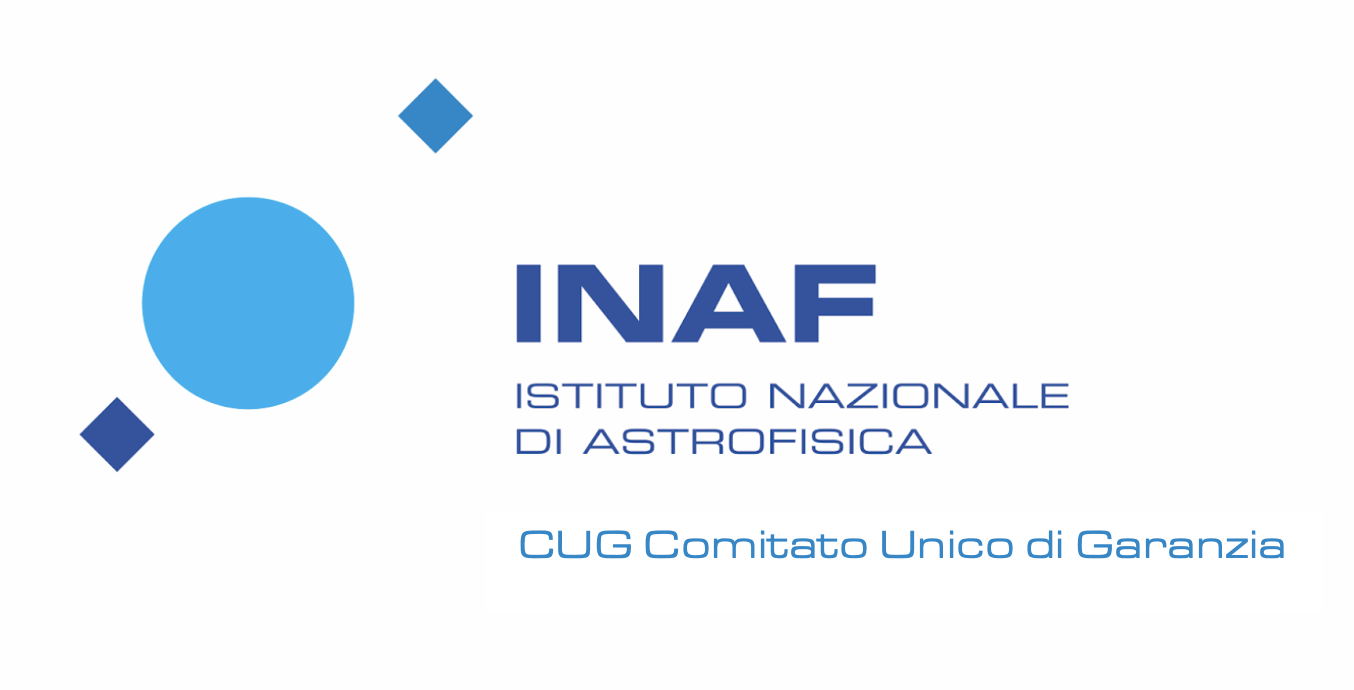 INAF
ISTITUTO NAZIONALE
DI ASTROFISICA
CUG Comitato Unico di Garanzia